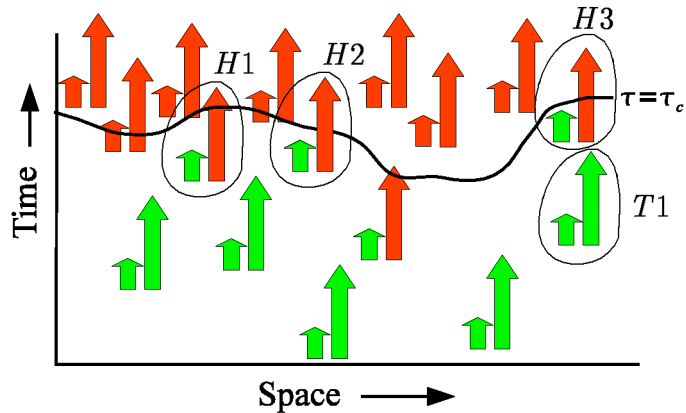 H3
H1
H2
τ=τc
T1
Time
Space